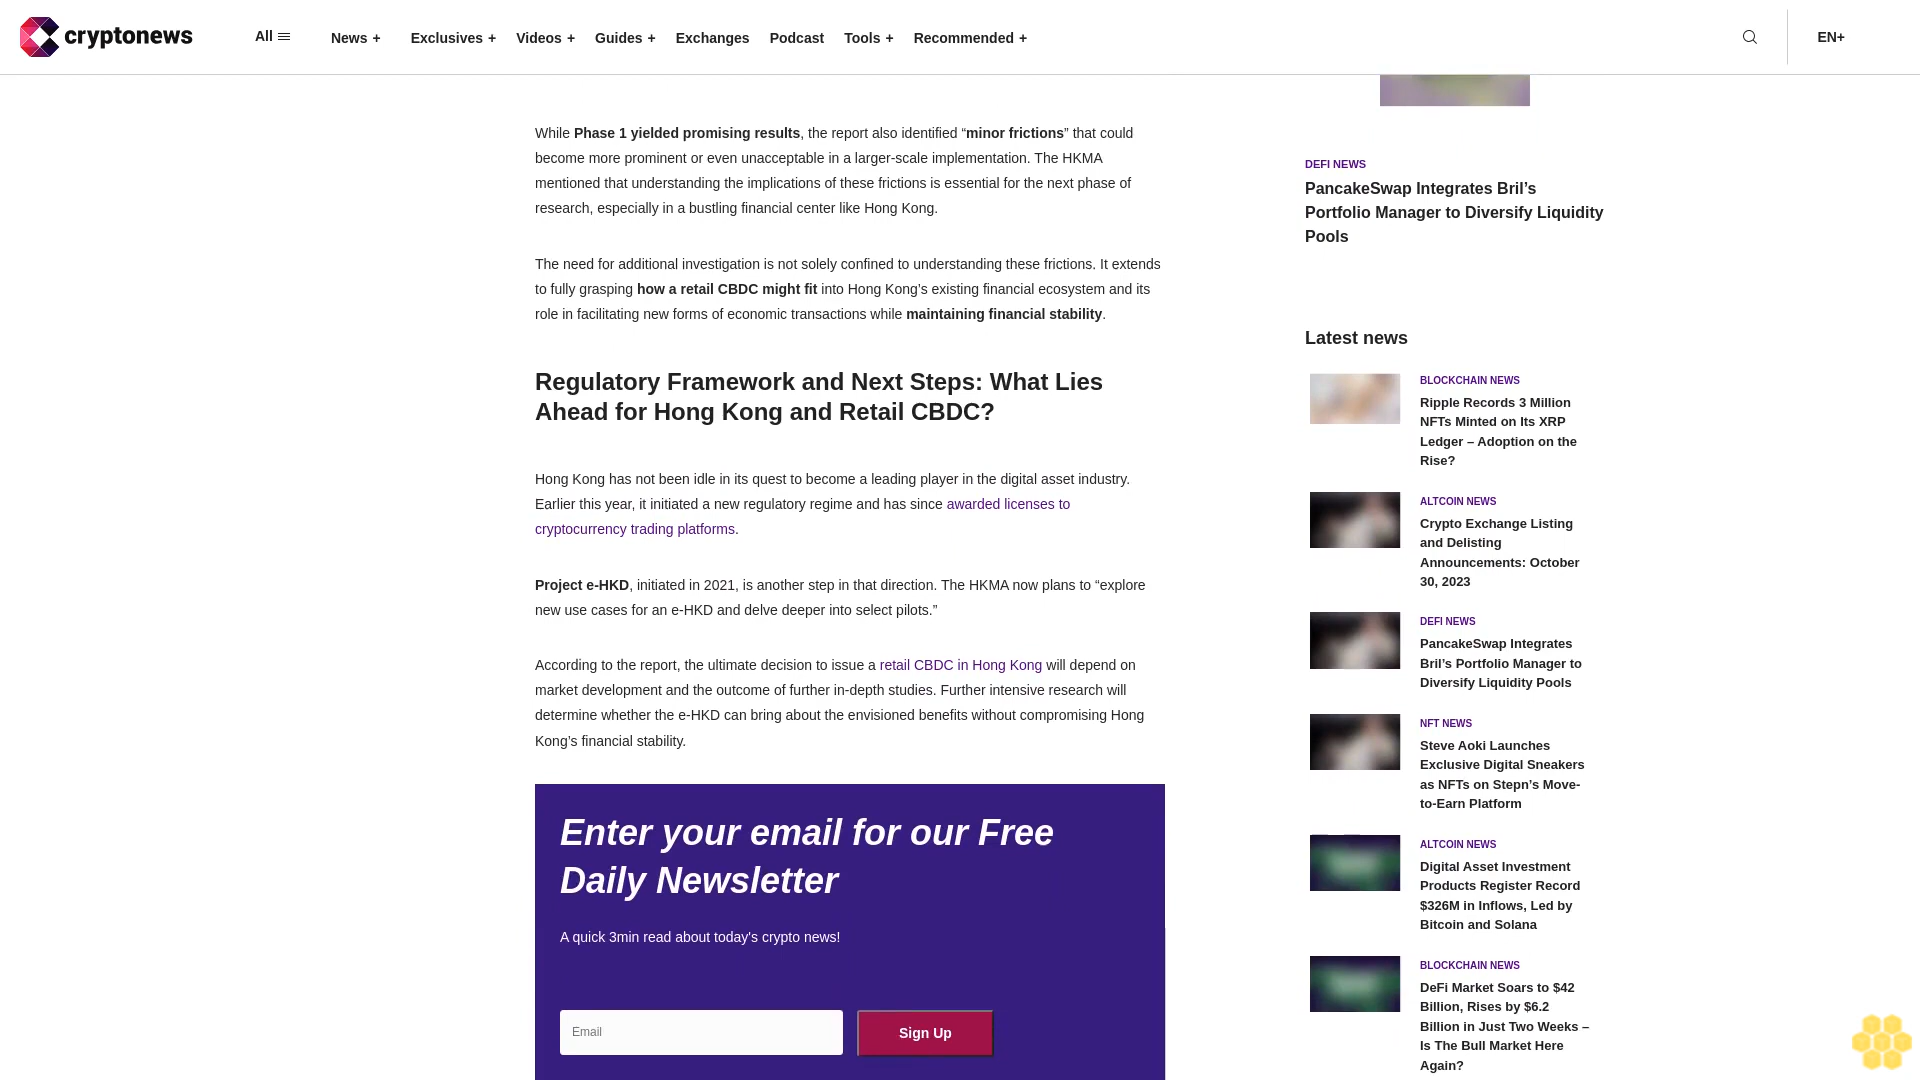 cryptonews
All
News +
Exclusives +
Videos +
Guides +
Exchanges
Podcast
Tools +
Recommended +
EN+
While Phase 1 yielded promising results, the report also identified “minor frictions” that could
become more prominent or even unacceptable in a larger-scale implementation. The HKMA
mentioned that understanding the implications of these frictions is essential for the next phase of
research, especially in a bustling financial center like Hong Kong.
The need for additional investigation is not solely confined to understanding these frictions. It extends
to fully grasping how a retail CBDC might fit into Hong Kong’s existing financial ecosystem and its
role in facilitating new forms of economic transactions while maintaining financial stability.
Regulatory Framework and Next Steps: What Lies
Ahead for Hong Kong and Retail CBDC?
Hong Kong has not been idle in its quest to become a leading player in the digital asset industry.
Earlier this year, it initiated a new regulatory regime and has since awarded licenses to
cryptocurrency trading platforms.
Project e-HKD, initiated in 2021, is another step in that direction. The HKMA now plans to “explore
new use cases for an e-HKD and delve deeper into select pilots.”
According to the report, the ultimate decision to issue a retail CBDC in Hong Kong will depend on
market development and the outcome of further in-depth studies. Further intensive research will
determine whether the e-HKD can bring about the envisioned benefits without compromising Hong
Kong’s financial stability.
Enter your email for our Free
Daily Newsletter
A quick 3min read about today's crypto news!
Email
Sign Up
DEFI NEWS
PancakeSwap Integrates Bril’s
Portfolio Manager to Diversify Liquidity
Pools
Latest news
BLOCKCHAIN NEWS
Ripple Records 3 Million
NFTs Minted on Its XRP
Ledger – Adoption on the
Rise?
ALTCOIN NEWS
Crypto Exchange Listing
and Delisting
Announcements: October
30, 2023
DEFI NEWS
PancakeSwap Integrates
Bril’s Portfolio Manager to
Diversify Liquidity Pools
NFT NEWS
Steve Aoki Launches
Exclusive Digital Sneakers
as NFTs on Stepn’s Move-
to-Earn Platform
ALTCOIN NEWS
Digital Asset Investment
Products Register Record
$326M in Inflows, Led by
Bitcoin and Solana
BLOCKCHAIN NEWS
DeFi Market Soars to $42
Billion, Rises by $6.2
Billion in Just Two Weeks –
Is The Bull Market Here
Again?